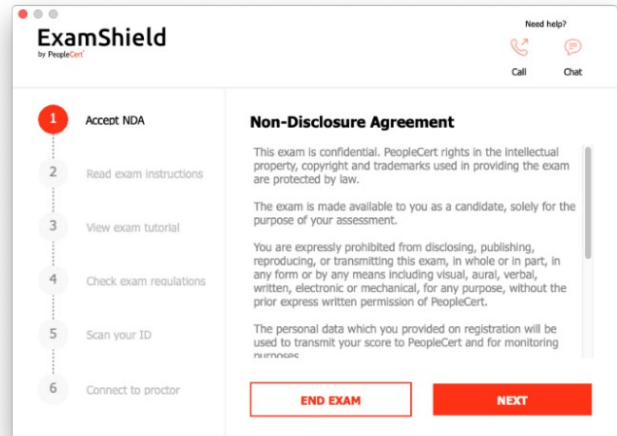 ExamShield
by PeopleCert
Need help?
Call
Chat
1 Accept NDA
2 Read exam instructions
3 View exam tutorial
4 Check exam regulations
5 Scan your ID
6 Connect to proctor
Non-Disclosure Agreement
This exam is confidential. PeopleCert rights in the intellectual
property, copyright and trademarks used in providing the exam
are protected by law.
The exam is made available to you as a candidate, solely for the
purpose of your assessment.
You are expressly prohibited from disclosing, publishing,
reproducing, or transmitting this exam, in whole or in part, in
any form or by any means including visual, aural, verbal,
written, electronic or mechanical, for any purpose, without the
prior express written permission of PeopleCert.
The personal data which you provided on registration will be
used to transmit your score to PeopleCert and for monitoring
purposes
END EXAM
NEXT